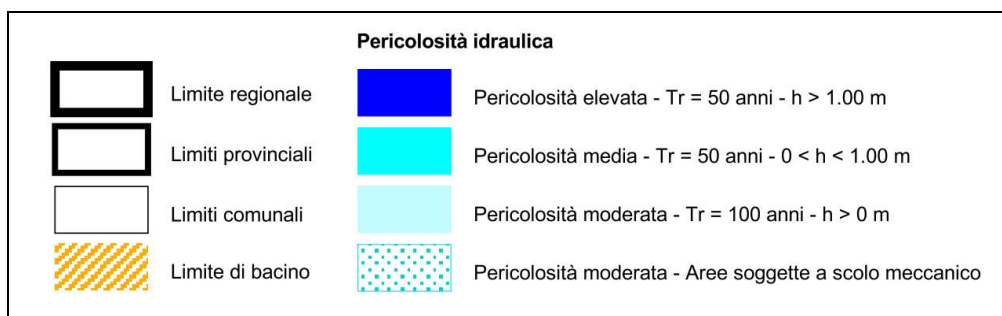 Pericolosità idraulica
Limite regionale
Pericolosità elevata - Tr = 50 anni - h > 1.00 m
Limiti provinciali
Pericolosità media - Tr = 50 anni - 0 < h < 1.00 m
Limiti comunali
Pericolosità moderata - Tr = 100 anni - h > 0 m
Limite di bacino
Pericolosità moderata - Aree soggette a scolo meccanico